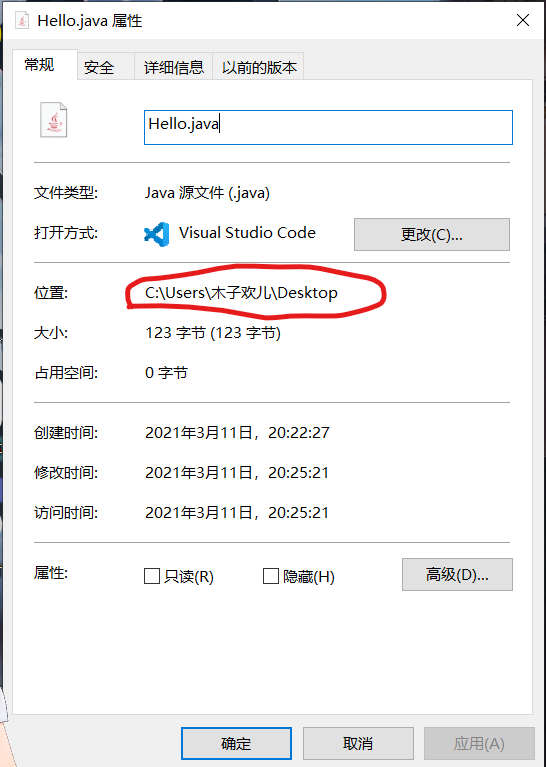 Hello.java 属性
常规 安全 详细信息 以前的版本
Hello.java
文件类型: Java 源文件 (.java)
打开方式: Visual Studio Code 更改(C)...
位置: C:\Users\木子欢儿\Desktop
大小: 123 字节 (123 字节)
占用空间: 0 字节
创建时间: 2021年3月11日，20:22:27
修改时间: 2021年3月11日，20:25:21
访问时间: 2021年3月11日，20:25:21
属性: 只读(R) 隐藏(H) 高级(D)...
确定 取消 应用(A)